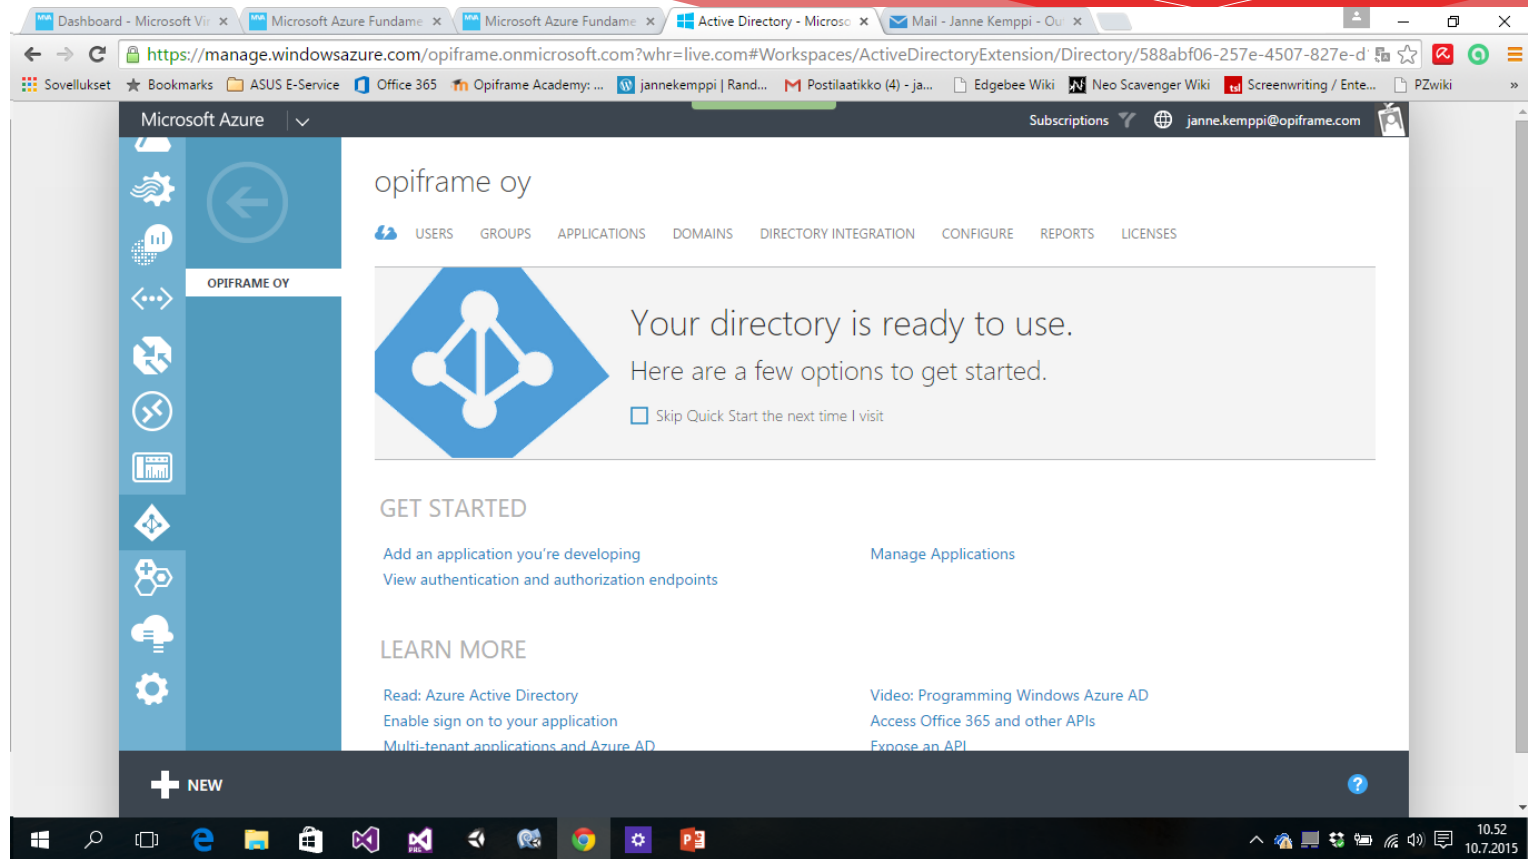 Dashboard - Microsoft Vir
Microsoft Azure Fundame
Microsoft Azure Fundame
Active Directory - Microso
Mail - Janne Kemppi - Ou
https://manage.windowsazure.com/opiframe.onmicrosoft.com?whr=live.com#Workspaces/ActiveDirectoryExtension/Directory/588abf06-257e-4507-827e-d
Sovellukset Bookmarks ASUS E-Service Office 365 Opiframe Academy: ... jannekemppi | Rand... Postilaatikko (4) - ja... Edgebee Wiki Neo Scavenger Wiki tsl Screenwriting / Ente... PZwiki »
Microsoft Azure
Subscriptions
janne.kemppi@opiframe.com
OPIFRAME OY
opiframe oy
USERS GROUPS APPLICATIONS DOMAINS DIRECTORY INTEGRATION CONFIGURE REPORTS LICENSES
Your directory is ready to use.
Here are a few options to get started.
Skip Quick Start the next time I visit
GET STARTED
Add an application you're developing
Manage Applications
View authentication and authorization endpoints
LEARN MORE
Read: Azure Active Directory
Video: Programming Windows Azure AD
Enable sign on to your application
Access Office 365 and other APIs
Multi-tenant applications and Azure AD
Expose an API
NEW
?
10.52
10.7.2015